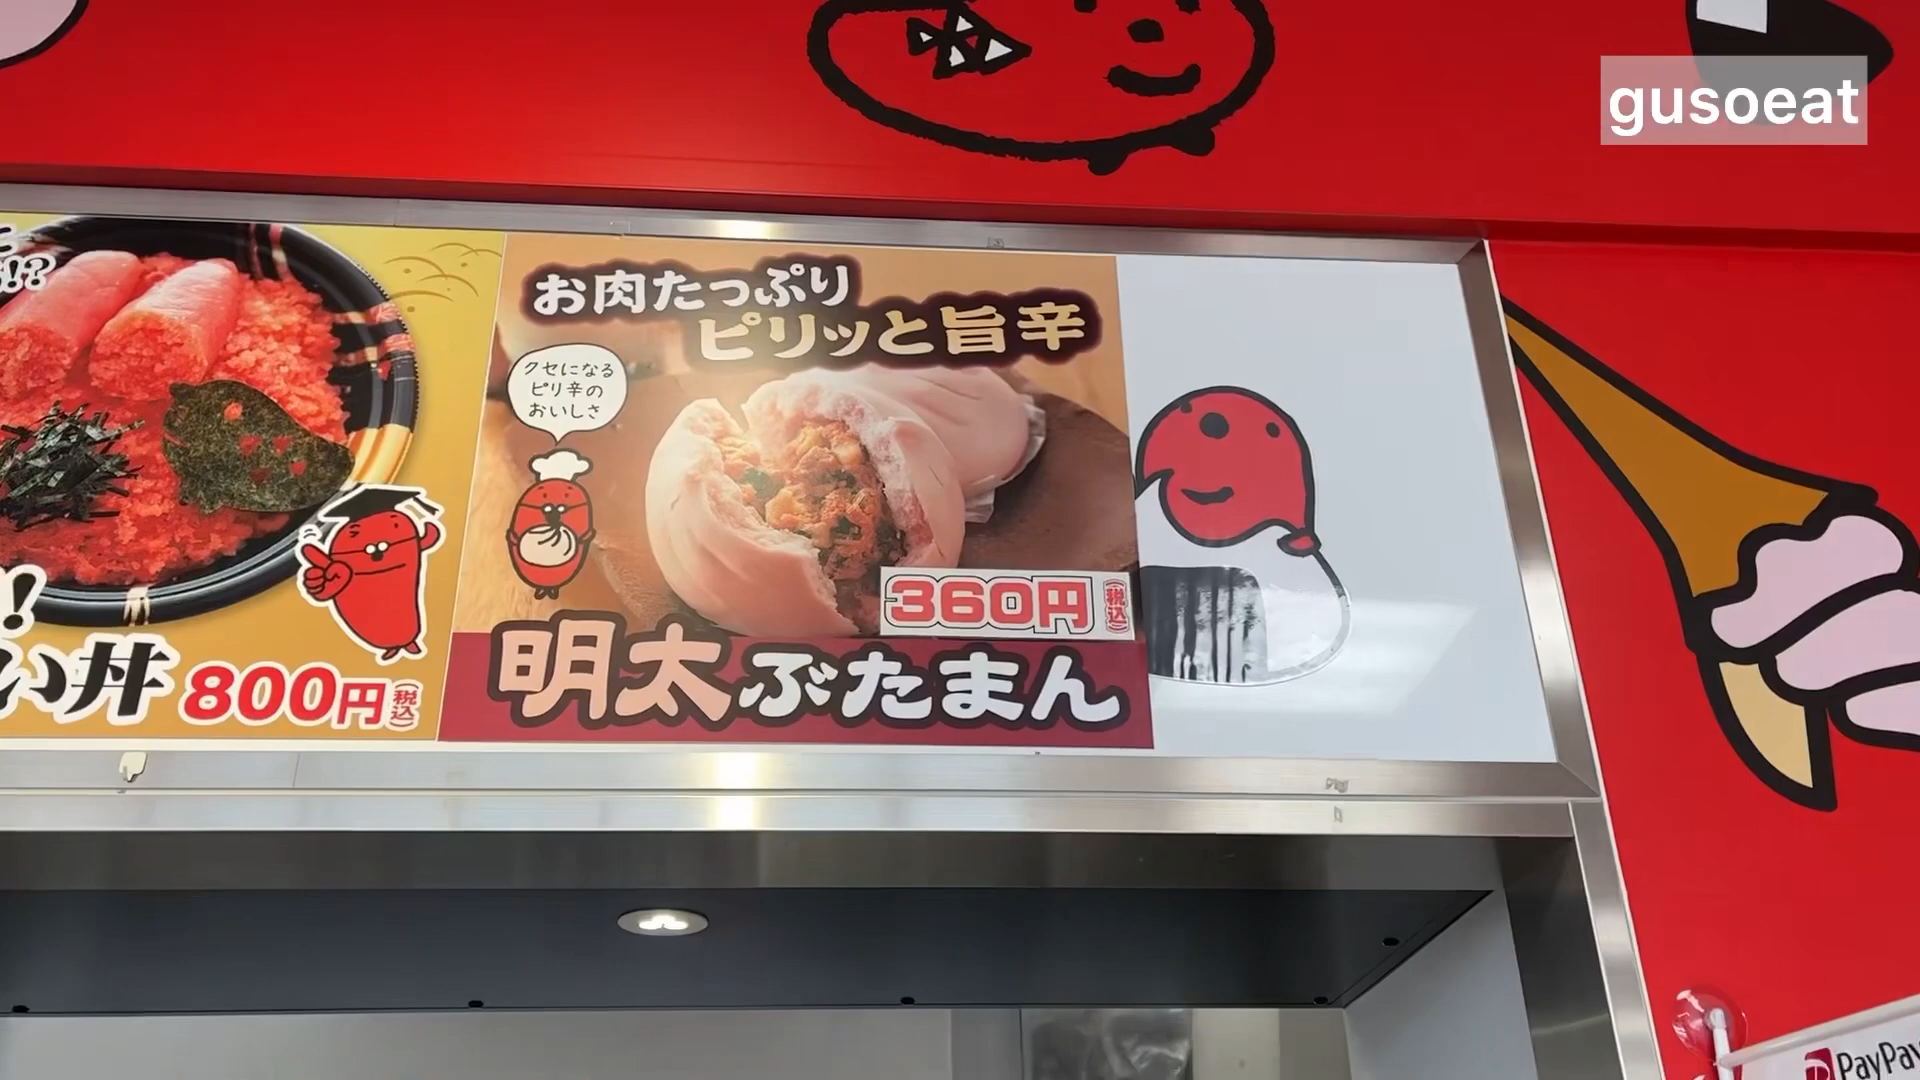 gusoeat
!?
お肉たっぷり
ピリッと旨辛
クセになる
ピリ辛の
おいしさ
360円
税込
明太ぶたまん
!
い丼 800円(税込)
PayPay